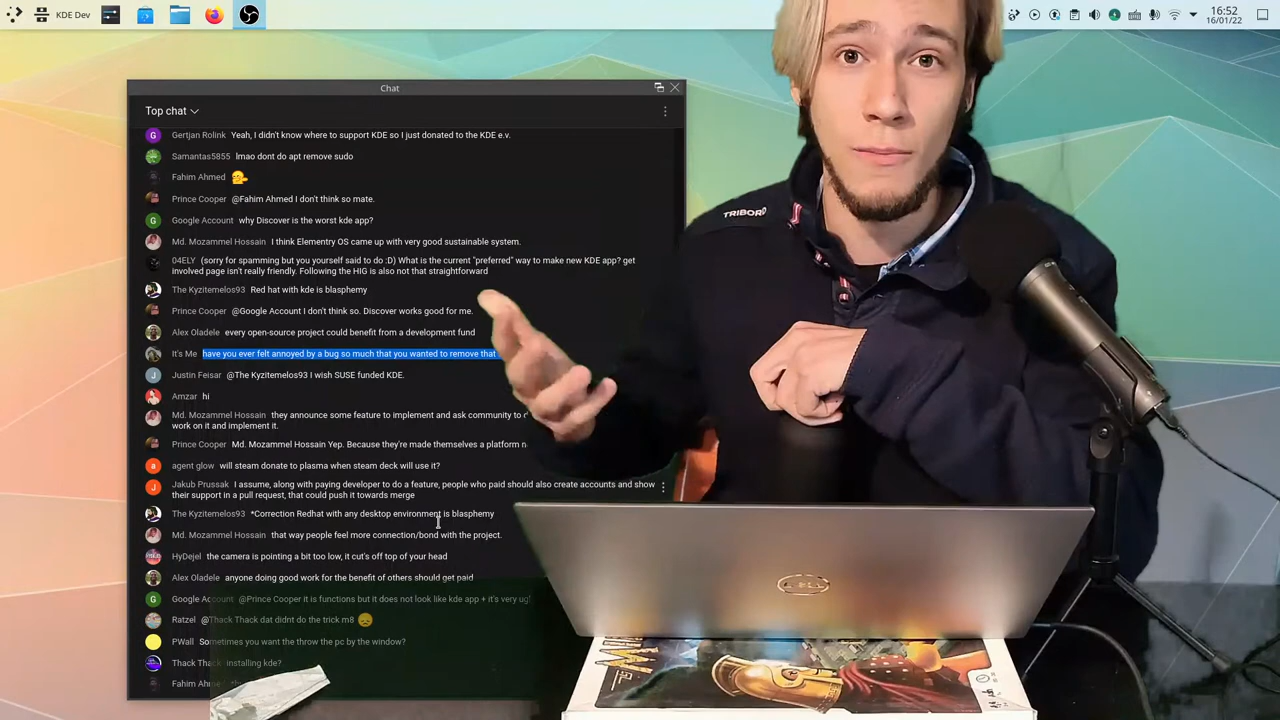 KDE Dev
16:52
16/01/22
Chat
Top chat
G Gertjan Rolink Yeah, I didn't know where to support KDE so I just donated to the KDE e.v.
Samantas5855 lmao dont do apt remove sudo
Fahim Ahmed
Prince Cooper @Fahim Ahmed I don't think so mate.
G Google Account why Discover is the worst kde app?
Md. Mozammel Hossain I think Elementry OS came up with very good sustainable system.
04ELY (sorry for spamming but you yourself said to do :D) What is the current "preferred" way to make new KDE app? get
involved page isn't really friendly. Following the HIG is also not that straightforward
The Kyzitemelos93 Red hat with kde is blasphemy
Prince Cooper @Google Account I don't think so. Discover works good for me.
Alex Oladele every open-source project could benefit from a development fund
It's Me have you ever felt annoyed by a bug so much that you wanted to remove that
J Justin Feisar @The Kyzitemelos93 I wish SUSE funded KDE.
Amzar hi
Md. Mozammel Hossain they announce some feature to implement and ask community to
work on it and implement it.
Prince Cooper Md. Mozammel Hossain Yep. Because they're made themselves a platform
a agent glow will steam donate to plasma when steam deck will use it?
J Jakub Prussak I assume, along with paying developer to do a feature, people who paid should also create accounts and show
their support in a pull request, that could push it towards merge
The Kyzitemelos93 *Correction Redhat with any desktop environment is blasphemy
Md. Mozammel Hossain that way people feel more connection/bond with the project.
HyDejel the camera is pointing a bit too low, it cut's off top of your head
Alex Oladele anyone doing good work for the benefit of others should get paid
G Google Account @Prince Cooper it is functions but it does not look like kde app + it's very ug!
Ratzel @Thack Thack dat didnt do the trick m8
PWall Sometimes you want the throw the pc by the window?
Thack Thack installing kde?
Fahim Ahmed
TRIBORD
DELL